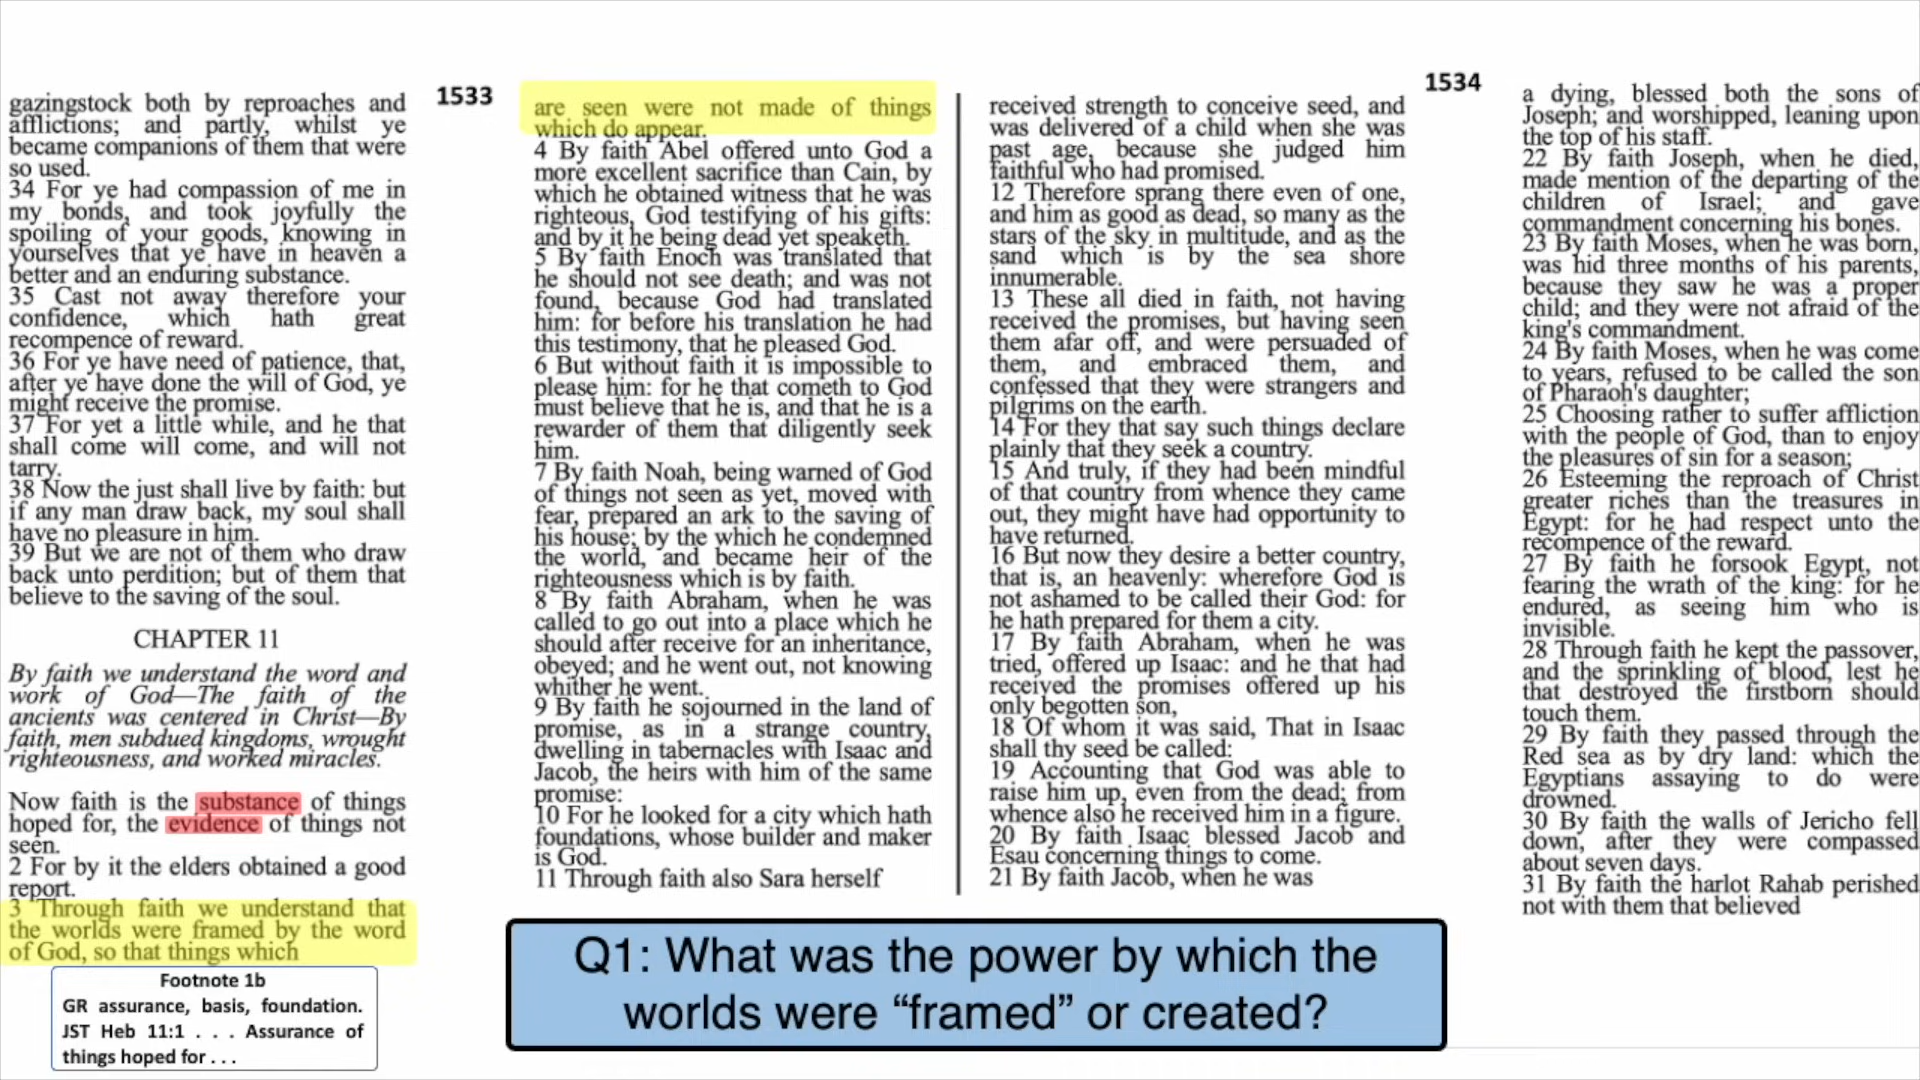 gazingstock both by reproaches and
afflictions; and partly, whilst ye
became companions of them that were
so used.
34 For ye had compassion of me in
my bonds, and took joyfully the
spoiling of your goods, knowing in
yourselves that ye have in heaven a
better and an enduring substance.
35 Cast not away therefore your
confidence, which hath great
recompence of reward.
36 For ye have need of patience, that,
after ye have done the will of God, ye
might receive the promise.
37 For yet a little while, and he that
shall come will come, and will not
tarry.
38 Now the just shall live by faith: but
if any man draw back, my soul shall
have no pleasure in him.
39 But we are not of them who draw
back unto perdition; but of them that
believe to the saving of the soul.
CHAPTER 11
By faith we understand the word and
work of God—The faith of the
ancients was centered in Christ—By
faith, men subdued kingdoms, wrought
righteousness, and worked miracles.
Now faith is the substance of things
hoped for, the evidence of things not
seen.
2 For by it the elders obtained a good
report.
3 Through faith we understand that
the worlds were framed by the word
of God, so that things which
Footnote 1b
GR assurance, basis, foundation.
JST Heb 11:1 . . . Assurance of
things hoped for . . .
1533
are seen were not made of things
which do appear.
4 By faith Abel offered unto God a
more excellent sacrifice than Cain, by
which he obtained witness that he was
righteous, God testifying of his gifts:
and by it he being dead yet speaketh.
5 By faith Enoch was translated that
he should not see death; and was not
found, because God had translated
him: for before his translation he had
this testimony, that he pleased God.
6 But without faith it is impossible to
please him: for he that cometh to God
must believe that he is, and that he is a
rewarder of them that diligently seek
him.
7 By faith Noah, being warned of God
of things not seen as yet, moved with
fear, prepared an ark to the saving of
his house; by the which he condemned
the world, and became heir of the
righteousness which is by faith.
8 By faith Abraham, when he was
called to go out into a place which he
should after receive for an inheritance,
obeyed; and he went out, not knowing
whither he went.
9 By faith he sojourned in the land of
promise, as in a strange country,
dwelling in tabernacles with Isaac and
Jacob, the heirs with him of the same
promise:
10 For he looked for a city which hath
foundations, whose builder and maker
is God.
11 Through faith also Sara herself
received strength to conceive seed, and
was delivered of a child when she was
past age, because she judged him
faithful who had promised.
12 Therefore sprang there even of one,
and him as good as dead, so many as the
stars of the sky in multitude, and as the
sand which is by the sea shore
innumerable.
13 These all died in faith, not having
received the promises, but having seen
them afar off, and were persuaded of
them, and embraced them, and
confessed that they were strangers and
pilgrims on the earth.
14 For they that say such things declare
plainly that they seek a country.
15 And truly, if they had been mindful
of that country from whence they came
out, they might have had opportunity to
have returned.
16 But now they desire a better country,
that is, an heavenly: wherefore God is
not ashamed to be called their God: for
he hath prepared for them a city.
17 By faith Abraham, when he was
tried, offered up Isaac: and he that had
received the promises offered up his
only begotten son,
18 Of whom it was said, That in Isaac
shall thy seed be called:
19 Accounting that God was able to
raise him up, even from the dead; from
whence also he received him in a figure.
20 By faith Isaac blessed Jacob and
Esau concerning things to come.
21 By faith Jacob, when he was
1534
a dying, blessed both the sons of
Joseph; and worshipped, leaning upon
the top of his staff.
22 By faith Joseph, when he died,
made mention of the departing of the
children of Israel; and gave
commandment concerning his bones.
23 By faith Moses, when he was born,
was hid three months of his parents,
because they saw he was a proper
child; and they were not afraid of the
king's commandment.
24 By faith Moses, when he was come
to years, refused to be called the son
of Pharaoh's daughter;
25 Choosing rather to suffer affliction
with the people of God, than to enjoy
the pleasures of sin for a season;
26 Esteeming the reproach of Christ
greater riches than the treasures in
Egypt: for he had respect unto the
recompence of the reward.
27 By faith he forsook Egypt, not
fearing the wrath of the king: for he
endured, as seeing him who is
invisible.
28 Through faith he kept the passover,
and the sprinkling of blood, lest he
that destroyed the firstborn should
touch them.
29 By faith they passed through the
Red sea as by dry land: which the
Egyptians assaying to do were
drowned.
30 By faith the walls of Jericho fell
down, after they were compassed
about seven days.
31 By faith the harlot Rahab perished
not with them that believed
Q1: What was the power by which the
worlds were “framed” or created?